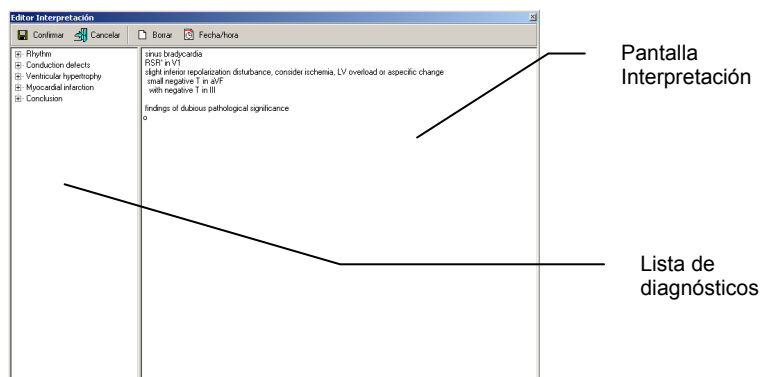 Editor Interpretación
Confirmar Cancelar Borrar Fecha/hora
Rhythm
Conduction defects
Ventricular hypertrophy
Myocardial infarction
Conclusion
sinus bradycardia
RSR' in V1
slight inferior repolarization disturbance, consider ischemia, LV overload or aspecific change
small negative T in aVF
with negative T in III
findings of dubious pathological significance
o
Pantalla
Interpretación
Lista de
diagnósticos